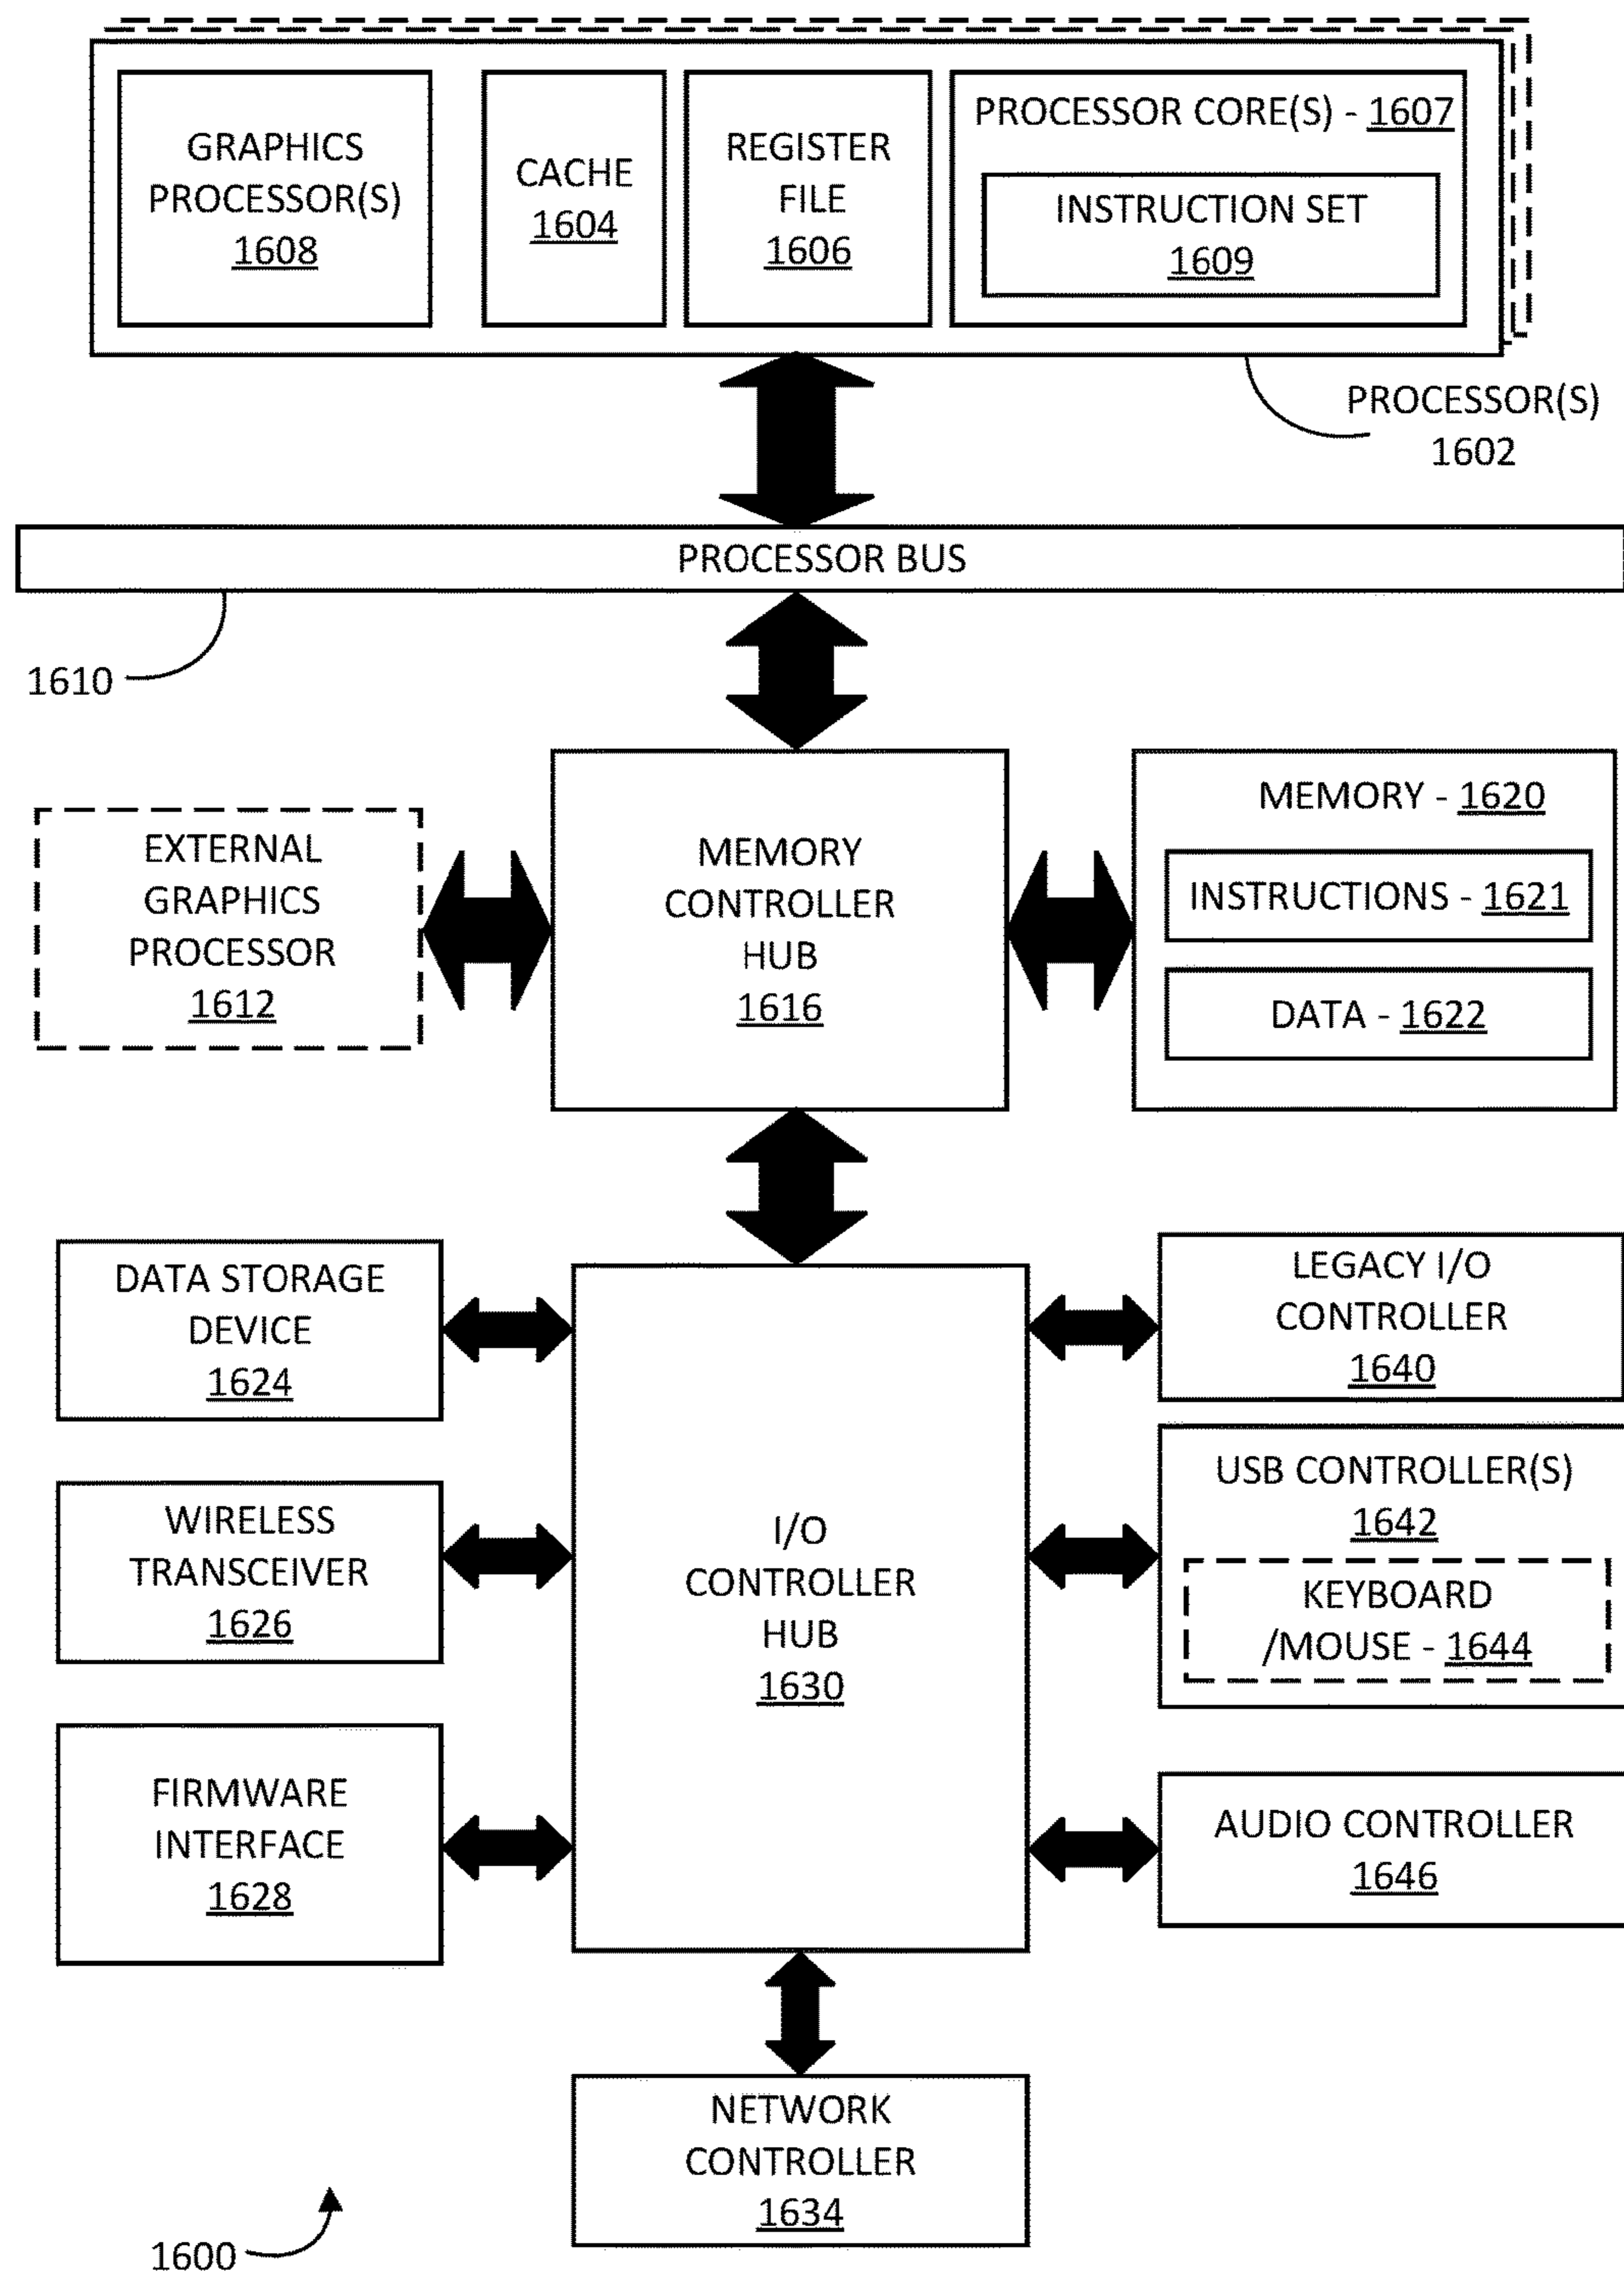 GRAPHICS
PROCESSOR(S)
1608
CACHE
1604
REGISTER
FILE
1606
PROCESSOR CORE(S) - 1607
INSTRUCTION SET
1609
PROCESSOR(S)
1602
PROCESSOR BUS
1610
EXTERNAL
GRAPHICS
PROCESSOR
1612
MEMORY
CONTROLLER
HUB
1616
MEMORY - 1620
INSTRUCTIONS - 1621
DATA - 1622
DATA STORAGE
DEVICE
1624
WIRELESS
TRANSCEIVER
1626
FIRMWARE
INTERFACE
1628
I/O
CONTROLLER
HUB
1630
LEGACY I/O
CONTROLLER
1640
USB CONTROLLER(S)
1642
KEYBOARD
/MOUSE - 1644
AUDIO CONTROLLER
1646
NETWORK
CONTROLLER
1634
1600